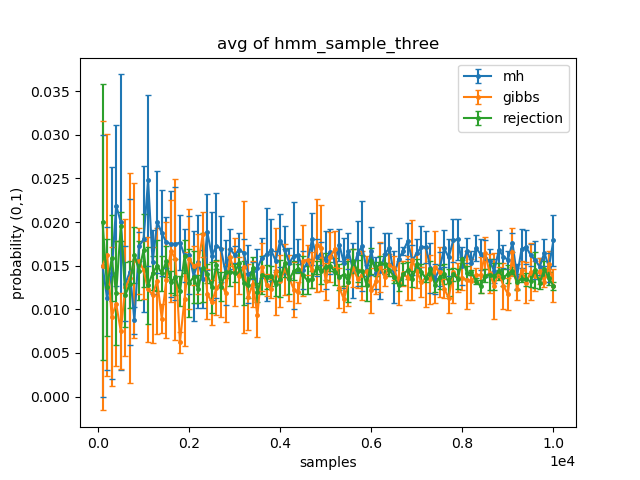 avg of hmm_sample_three
mh
gibbs
rejection
0.035
0.030
0.025
0.020
0.015
0.010
0.005
0.000
probability (0,1)
0.0
0.2
0.4
0.6
0.8
1.0
1e4
samples